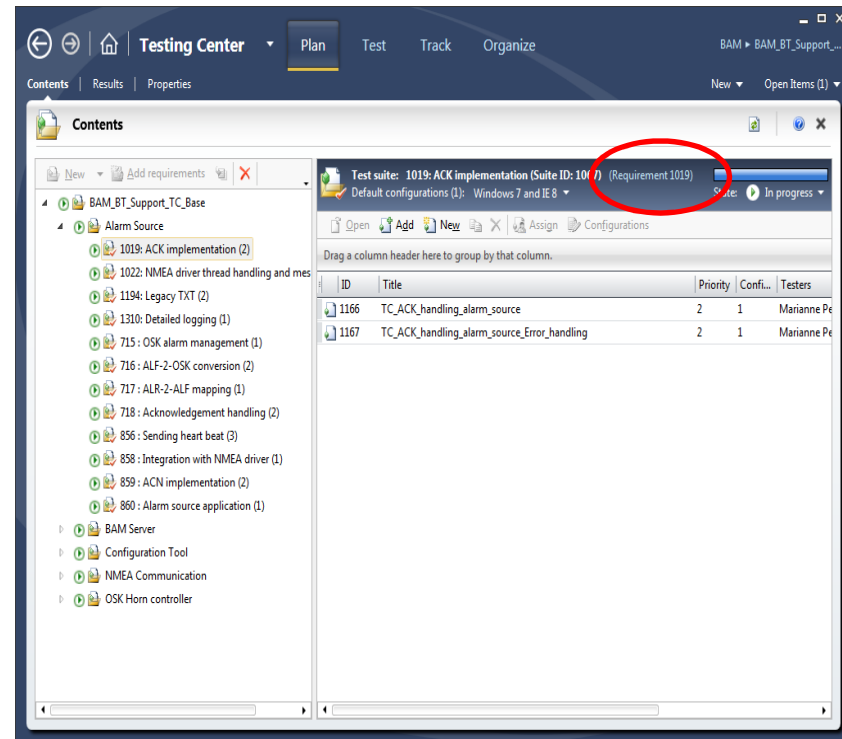 Testing Center Plan Test Track Organize BAM ▸ BAM_BT_Support_...
Contents | Results | Properties New Open Items (1)
Contents
New Add requirements
BAM_BT_Support_TC_Base
Alarm Source
1019: ACK implementation (2)
1022: NMEA driver thread handling and mes
1194: Legacy TXT (2)
1310: Detailed logging (1)
715 : OSK alarm management (1)
716 : ALF-2-OSK conversion (2)
717 : ALR-2-ALF mapping (1)
718 : Acknowledgement handling (2)
856 : Sending heart beat (3)
858 : Integration with NMEA driver (1)
859 : ACN implementation (2)
860 : Alarm source application (1)
BAM Server
Configuration Tool
NMEA Communication
OSK Horn controller
Test suite: 1019: ACK implementation (Suite ID: (Requirement 1019)
Default configurations (1): Windows 7 and IE 8 State: In progress
Open Add New Assign Configurations
Drag a column header here to group by that column.
ID Title Priority Confi... Testers
1166 TC_ACK_handling_alarm_source 2 1 Marianne Pe
1167 TC_ACK_handling_alarm_source_Error_handling 2 1 Marianne Pe